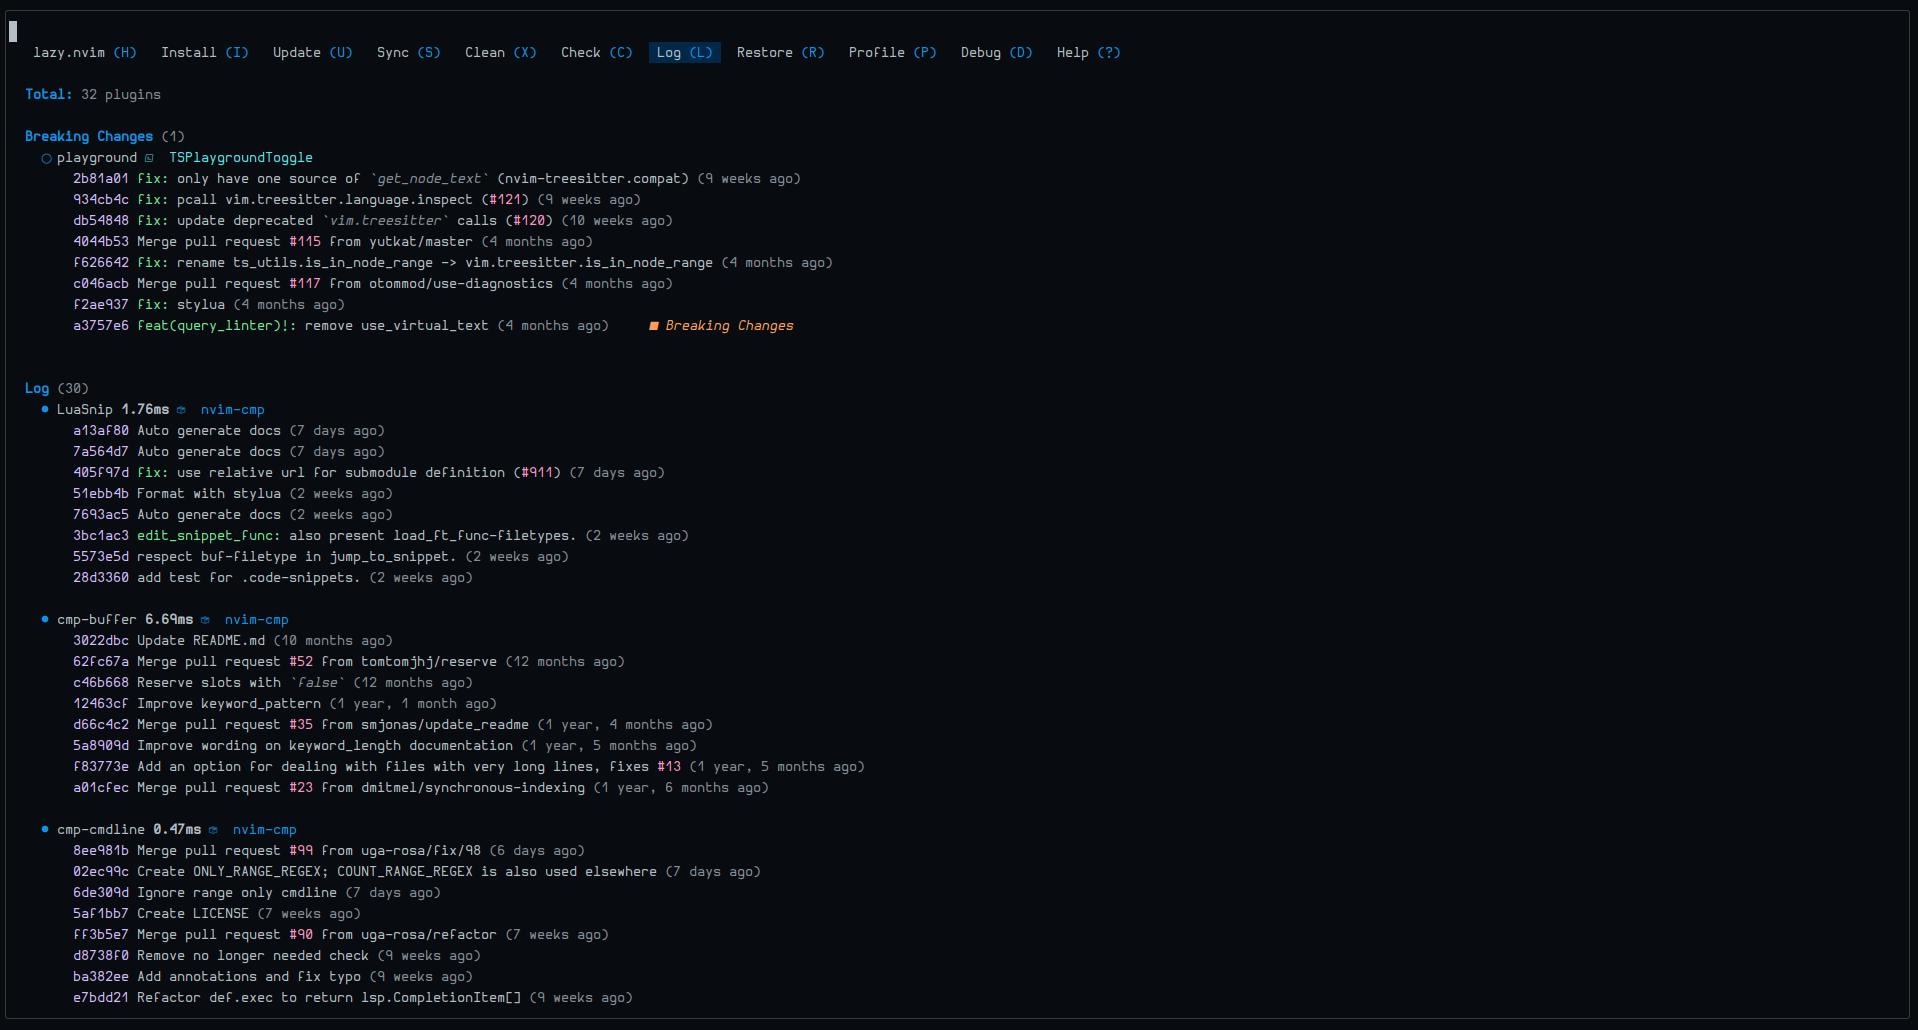 lazy.nvim (H) Install (I) Update (U) Sync (S) Clean (X) Check (C) Log (L) Restore (R) Profile (P) Debug (D) Help (?)
Total: 32 plugins
Breaking Changes (1)
playground TSPlaygroundToggle
2b81a01 fix: only have one source of `get_node_text` (nvim-treesitter.compat) (9 weeks ago)
934cb4c fix: pcall vim.treesitter.language.inspect (#121) (9 weeks ago)
db54848 fix: update deprecated `vim.treesitter` calls (#120) (10 weeks ago)
4044b53 Merge pull request #115 from yutkat/master (4 months ago)
f626642 fix: rename ts_utils.is_in_node_range -> vim.treesitter.is_in_node_range (4 months ago)
c046acb Merge pull request #117 from otommod/use-diagnostics (4 months ago)
f2ae937 fix: stylua (4 months ago)
a3757e6 feat(query_linter)!: remove use_virtual_text (4 months ago) ■ Breaking Changes
Log (30)
● LuaSnip 1.76ms nvim-cmp
a13af80 Auto generate docs (7 days ago)
7a564d7 Auto generate docs (7 days ago)
405f97d fix: use relative url for submodule definition (#911) (7 days ago)
51ebb4b Format with stylua (2 weeks ago)
7693ac5 Auto generate docs (2 weeks ago)
3bc1ac3 edit_snippet_func: also present load_ft_func-filetypes. (2 weeks ago)
5573e5d respect buf-filetype in jump_to_snippet. (2 weeks ago)
28d3360 add test for .code-snippets. (2 weeks ago)
● cmp-buffer 6.69ms nvim-cmp
3022dbc Update README.md (10 months ago)
62fc67a Merge pull request #52 from tomtomjhj/reserve (12 months ago)
c46b668 Reserve slots with `false` (12 months ago)
12463cf Improve keyword_pattern (1 year, 1 month ago)
d66c4c2 Merge pull request #35 from smjonas/update_readme (1 year, 4 months ago)
5a8909d Improve wording on keyword_length documentation (1 year, 5 months ago)
f83773e Add an option for dealing with files with very long lines, fixes #13 (1 year, 5 months ago)
a01cfec Merge pull request #23 from dmitmel/synchronous-indexing (1 year, 6 months ago)
● cmp-cmdline 0.47ms nvim-cmp
8ee981b Merge pull request #99 from uga-rosa/fix/98 (6 days ago)
02ec99c Create ONLY_RANGE_REGEX; COUNT_RANGE_REGEX is also used elsewhere (7 days ago)
6de309d Ignore range only cmdline (7 days ago)
5af1bb7 Create LICENSE (7 weeks ago)
ff3b5e7 Merge pull request #90 from uga-rosa/refactor (7 weeks ago)
d8738f0 Remove no longer needed check (9 weeks ago)
ba382ee Add annotations and fix typo (9 weeks ago)
e7bdd21 Refactor def.exec to return lsp.CompletionItem[] (9 weeks ago)